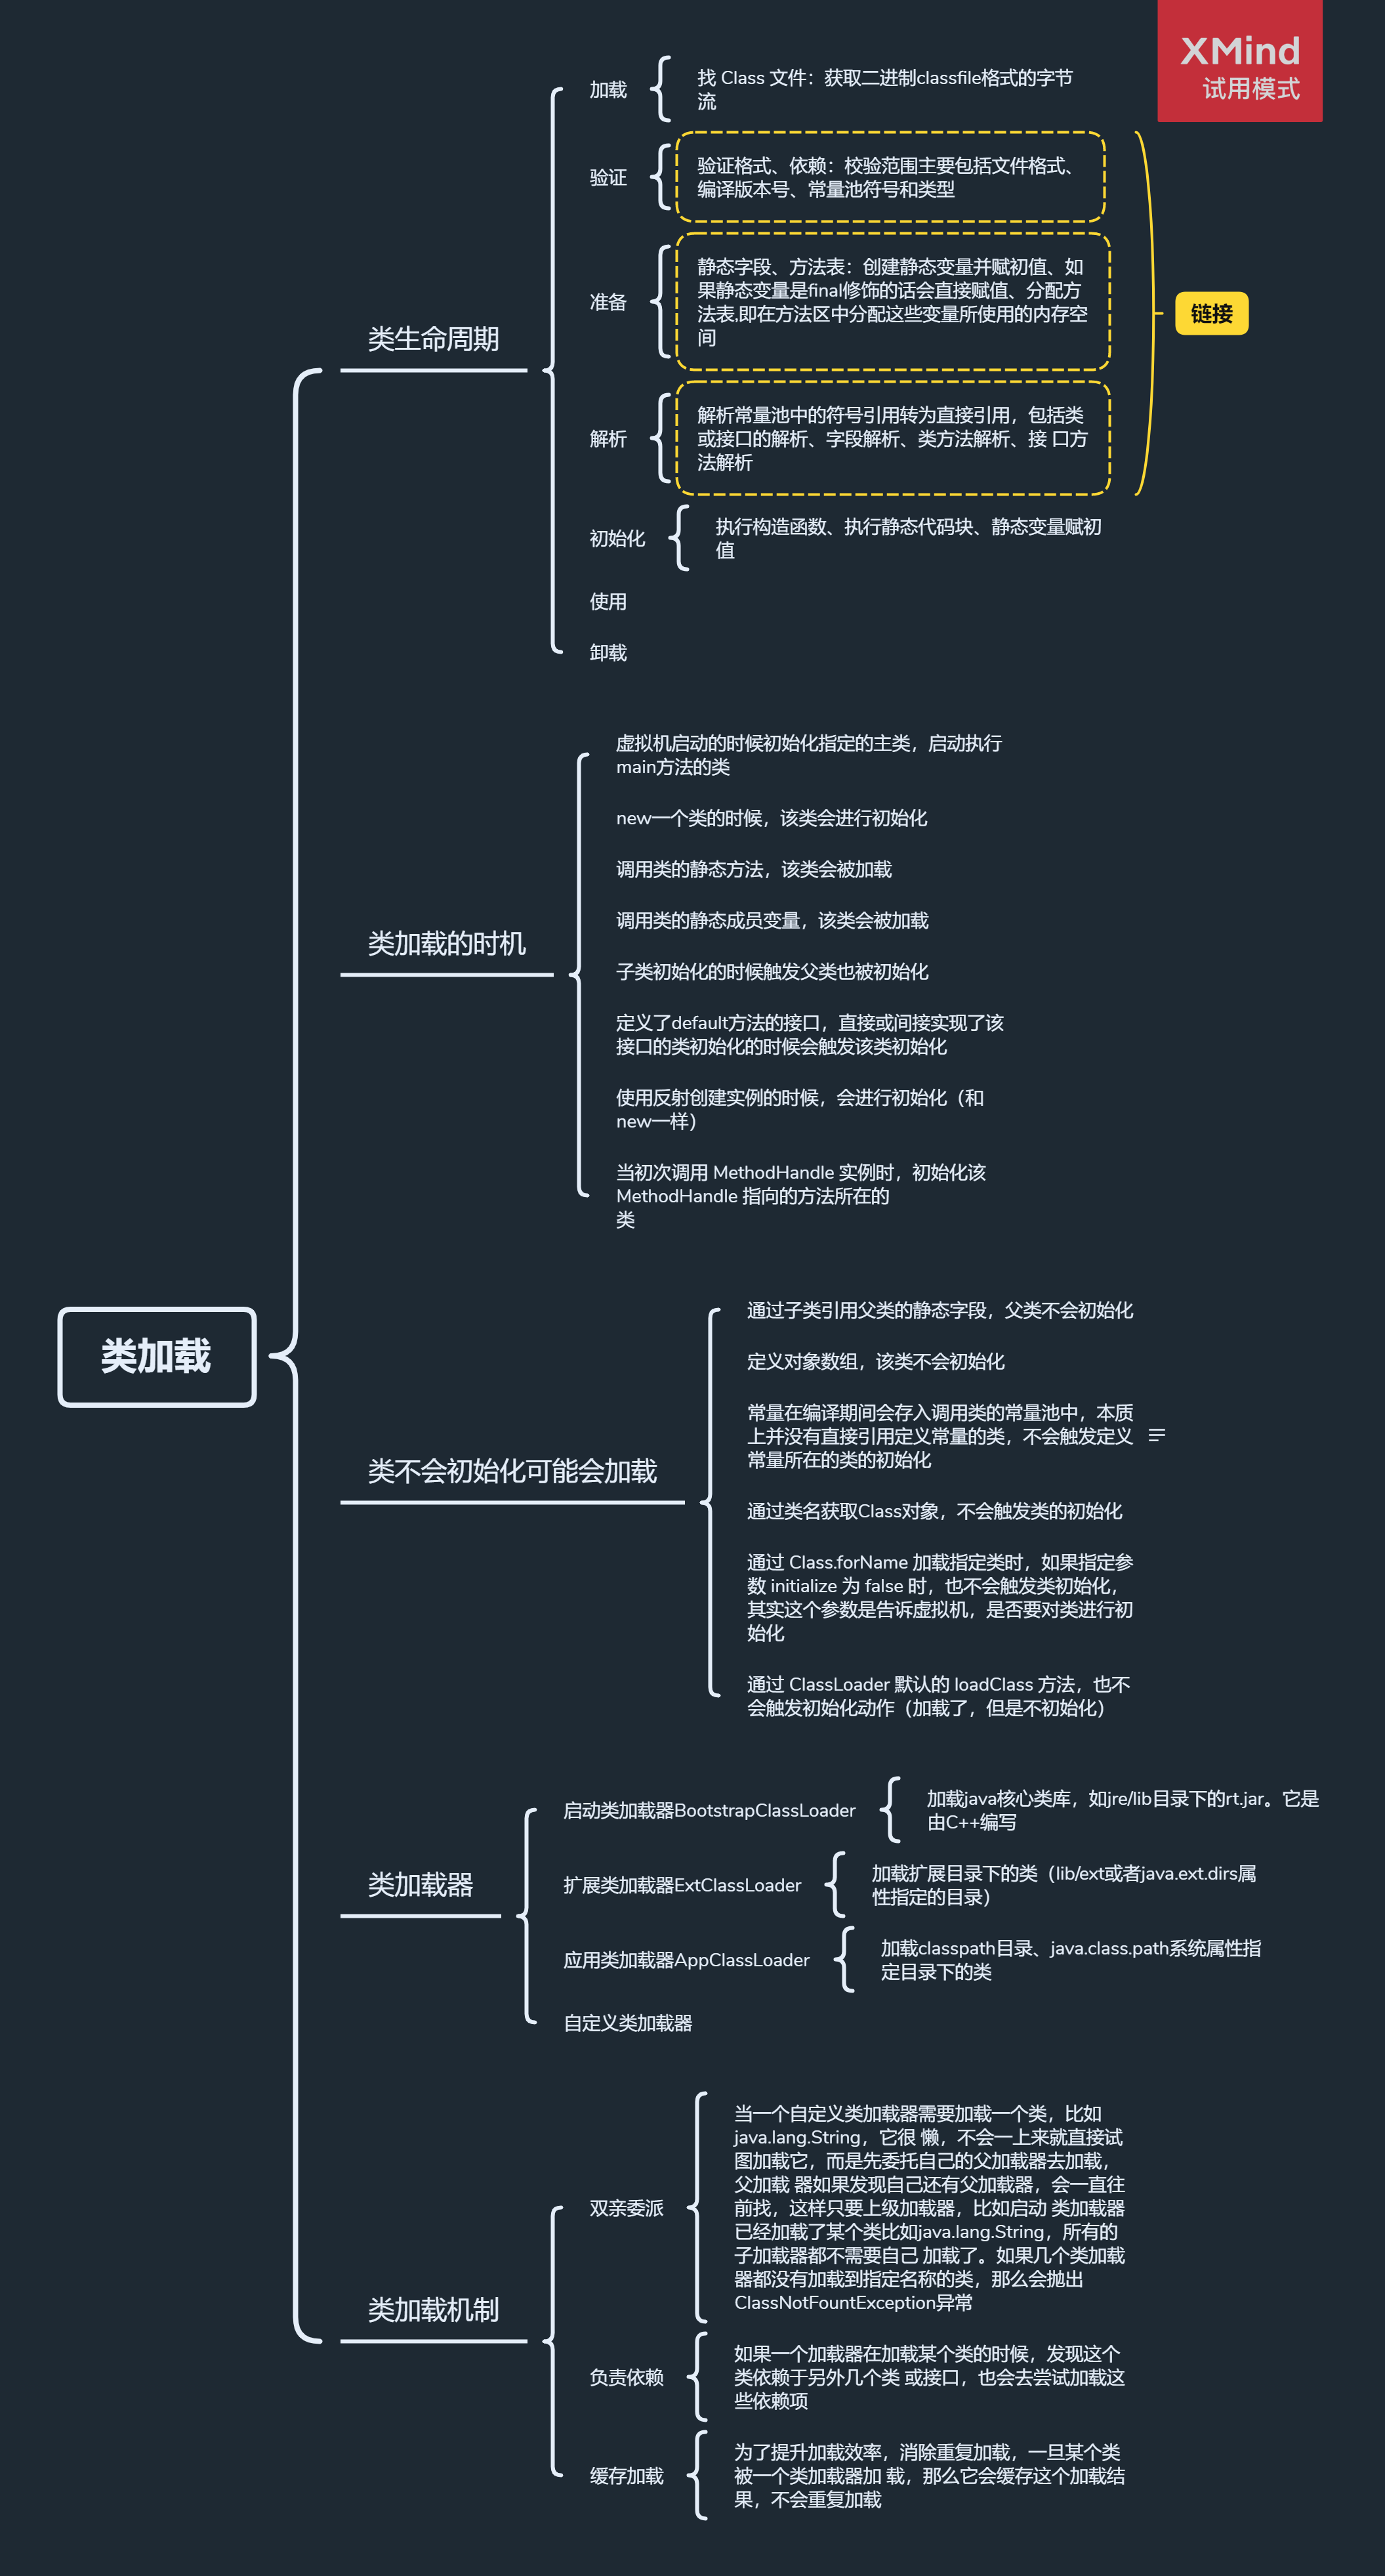 XMind
试用模式
类加载
类生命周期
加载
找 Class 文件：获取二进制classfile格式的字节
流
验证
验证格式、依赖：校验范围主要包括文件格式、
编译版本号、常量池符号和类型
准备
静态字段、方法表：创建静态变量并赋初值、如
果静态变量是final修饰的话会直接赋值、分配方
法表,即在方法区中分配这些变量所使用的内存空
间
解析
解析常量池中的符号引用转为直接引用，包括类
或接口的解析、字段解析、类方法解析、接 口方
法解析
链接
初始化
执行构造函数、执行静态代码块、静态变量赋初
值
使用
卸载
类加载的时机
虚拟机启动的时候初始化指定的主类，启动执行
main方法的类
new一个类的时候，该类会进行初始化
调用类的静态方法，该类会被加载
调用类的静态成员变量，该类会被加载
子类初始化的时候触发父类也被初始化
定义了default方法的接口，直接或间接实现了该
接口的类初始化的时候会触发该类初始化
使用反射创建实例的时候，会进行初始化（和
new一样）
当初次调用 MethodHandle 实例时，初始化该
MethodHandle 指向的方法所在的
类
类不会初始化可能会加载
通过子类引用父类的静态字段，父类不会初始化
定义对象数组，该类不会初始化
常量在编译期间会存入调用类的常量池中，本质
上并没有直接引用定义常量的类，不会触发定义
常量所在的类的初始化
通过类名获取Class对象，不会触发类的初始化
通过 Class.forName 加载指定类时，如果指定参
数 initialize 为 false 时，也不会触发类初始化，
其实这个参数是告诉虚拟机，是否要对类进行初
始化
通过 ClassLoader 默认的 loadClass 方法，也不
会触发初始化动作（加载了，但是不初始化）
类加载器
启动类加载器BootstrapClassLoader
加载java核心类库，如jre/lib目录下的rt.jar。它是
由C++编写
扩展类加载器ExtClassLoader
加载扩展目录下的类（lib/ext或者java.ext.dirs属
性指定的目录）
应用类加载器AppClassLoader
加载classpath目录、java.class.path系统属性指
定目录下的类
自定义类加载器
类加载机制
双亲委派
当一个自定义类加载器需要加载一个类，比如
java.lang.String，它很 懒，不会一上来就直接试
图加载它，而是先委托自己的父加载器去加载，
父加载 器如果发现自己还有父加载器，会一直往
前找，这样只要上级加载器，比如启动 类加载器
已经加载了某个类比如java.lang.String，所有的
子加载器都不需要自己 加载了。如果几个类加载
器都没有加载到指定名称的类，那么会抛出
ClassNotFountException异常
负责依赖
如果一个加载器在加载某个类的时候，发现这个
类依赖于另外几个类 或接口，也会去尝试加载这
些依赖项
缓存加载
为了提升加载效率，消除重复加载，一旦某个类
被一个类加载器加 载，那么它会缓存这个加载结
果，不会重复加载